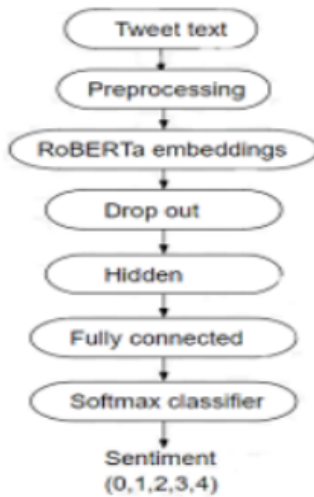 Tweet text
Preprocessing
RoBERTa embeddings
Drop out
Hidden
Fully connected
Softmax classifier
Sentiment
(0,1,2,3,4)